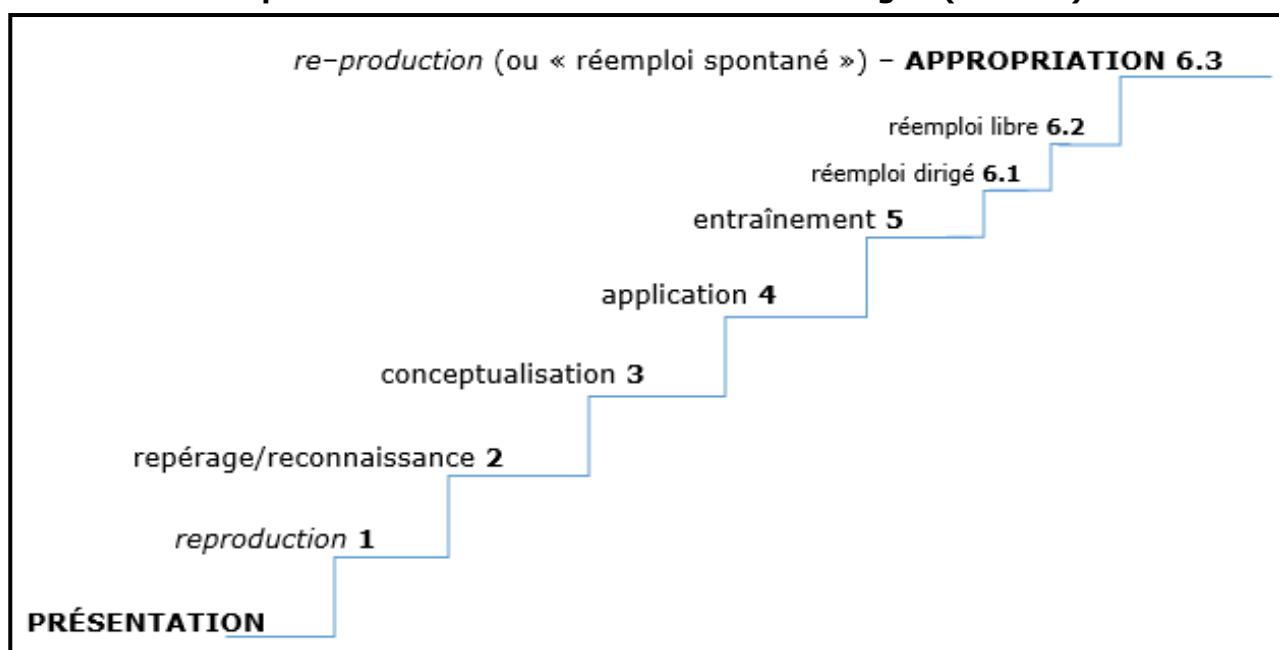 re–production (ou « réemploi spontané ») – APPROPRIATION 6.3
réemploi libre 6.2
réemploi dirigé 6.1
entraînement 5
application 4
conceptualisation 3
repérage/reconnaissance 2
reproduction 1
PRÉSENTATION